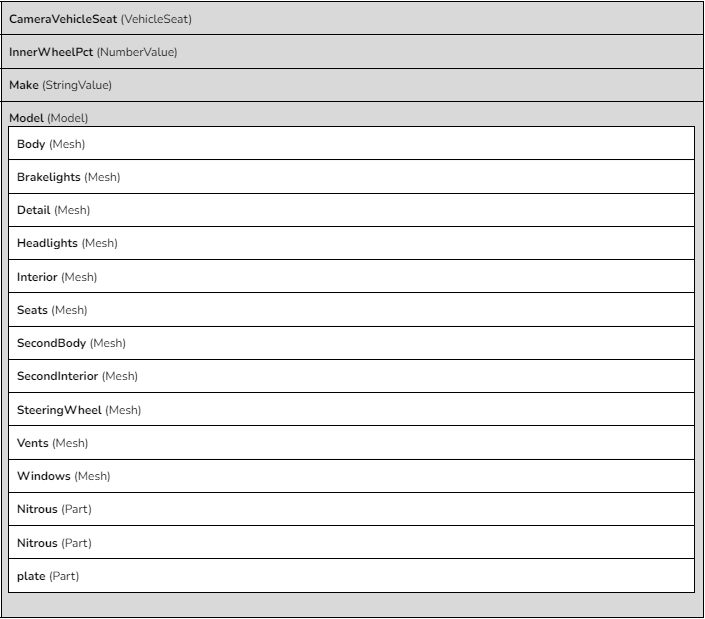 CameraVehicleSeat (VehicleSeat)
InnerWheelPct (NumberValue)
Make (StringValue)
Model (Model)
Body (Mesh)
Brakelights (Mesh)
Detail (Mesh)
Headlights (Mesh)
Interior (Mesh)
Seats (Mesh)
SecondBody (Mesh)
SecondInterior (Mesh)
SteeringWheel (Mesh)
Vents (Mesh)
Windows (Mesh)
Nitrous (Part)
Nitrous (Part)
plate (Part)